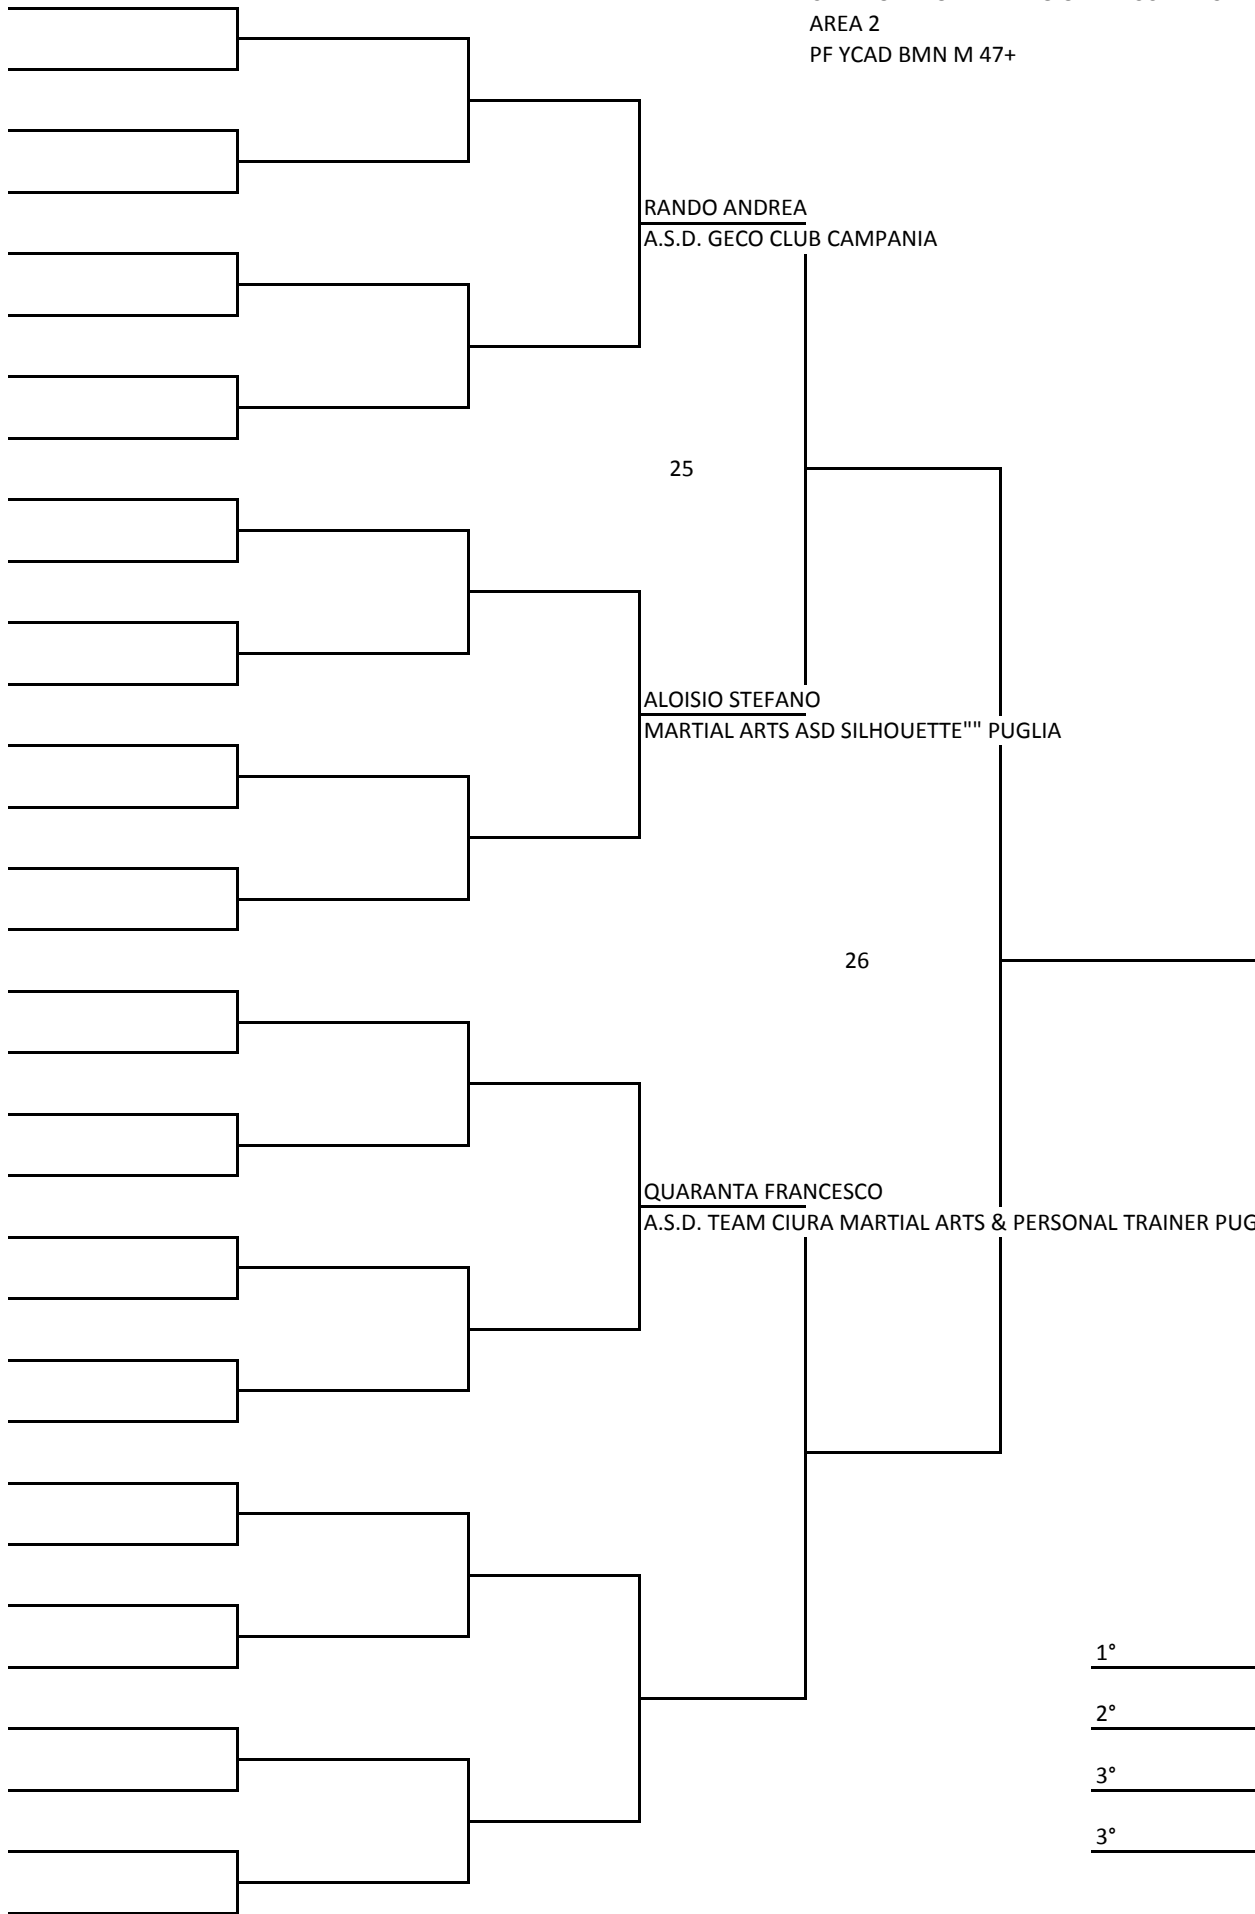 AREA 2
PF YCAD BMN M 47+
RANDO ANDREA
A.S.D. GECO CLUB CAMPANIA
25
ALOISIO STEFANO
MARTIAL ARTS ASD SILHOUETTE"" PUGLIA
26
QUARANTA FRANCESCO
A.S.D. TEAM CIURA MARTIAL ARTS & PERSONAL TRAINER PUG
1°
2°
3°
3°